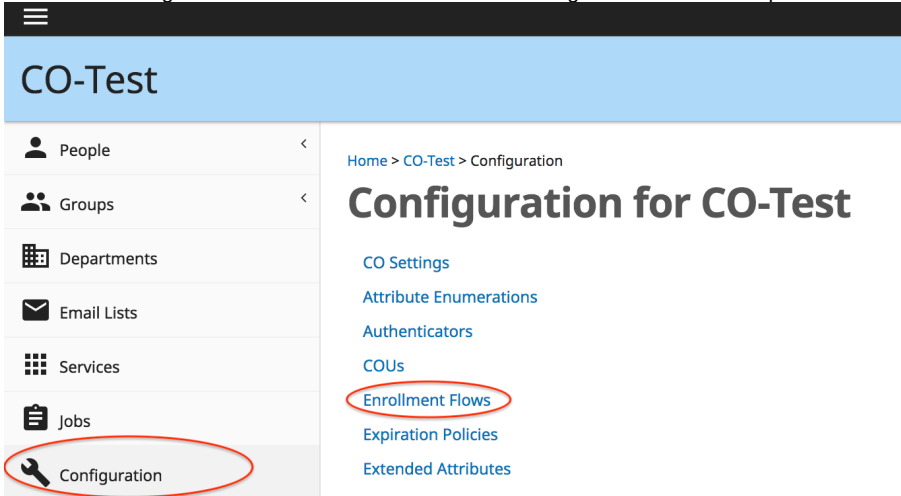 CO-Test
People
Groups
Departments
Email Lists
Services
Jobs
Configuration
Home > CO-Test > Configuration
Configuration for CO-Test
CO Settings
Attribute Enumerations
Authenticators
COUs
Enrollment Flows
Expiration Policies
Extended Attributes